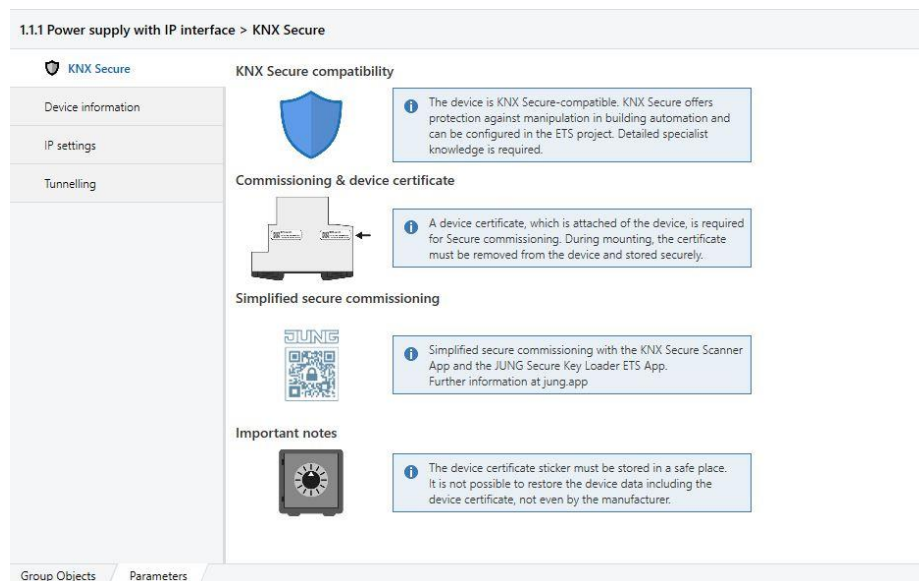 1.1.1 Power supply with IP interface > KNX Secure
KNX Secure
Device information
IP settings
Tunnelling
KNX Secure compatibility
The device is KNX Secure-compatible. KNX Secure offers
protection against manipulation in building automation and
can be configured in the ETS project. Detailed specialist
knowledge is required.
Commissioning & device certificate
A device certificate, which is attached of the device, is required
for Secure commissioning. During mounting, the certificate
must be removed from the device and stored securely.
Simplified secure commissioning
JUNG
Simplified secure commissioning with the KNX Secure Scanner
App and the JUNG Secure Key Loader ETS App.
Further information at jung.app
Important notes
The device certificate sticker must be stored in a safe place.
It is not possible to restore the device data including the
device certificate, not even by the manufacturer.
Group Objects
Parameters